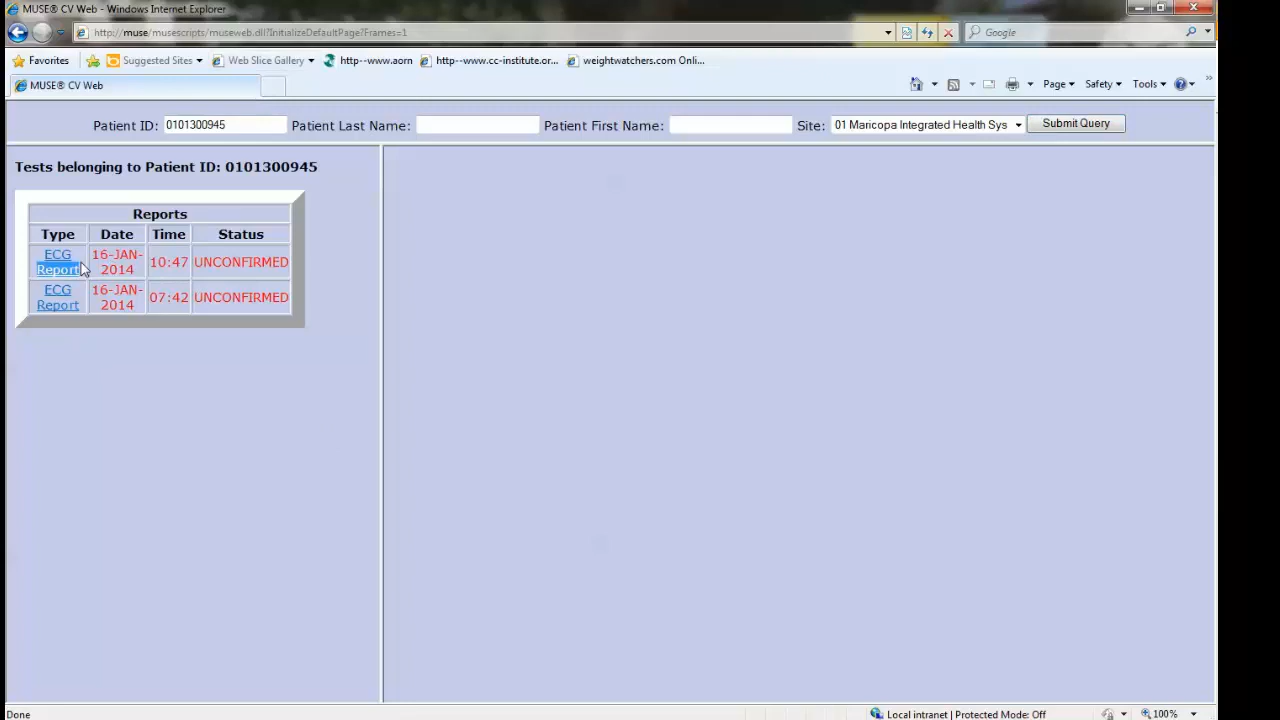 MUSE® CV Web - Windows Internet Explorer
http://muse/musescripts/museweb.dll?InitializeDefaultPage?Frames=1
Google
Favorites Suggested Sites Web Slice Gallery http--www.aorn http--www.cc-institute.or... weightwatchers.com Onli...
MUSE® CV Web
Page Safety Tools
Patient ID: 0101300945 Patient Last Name: Patient First Name: Site: 01 Maricopa Integrated Health Sys Submit Query
Tests belonging to Patient ID: 0101300945
Reports
Type Date Time Status
ECG Report 16-JAN-2014 10:47 UNCONFIRMED
ECG Report 16-JAN-2014 07:42 UNCONFIRMED
Done Local intranet | Protected Mode: Off 100%